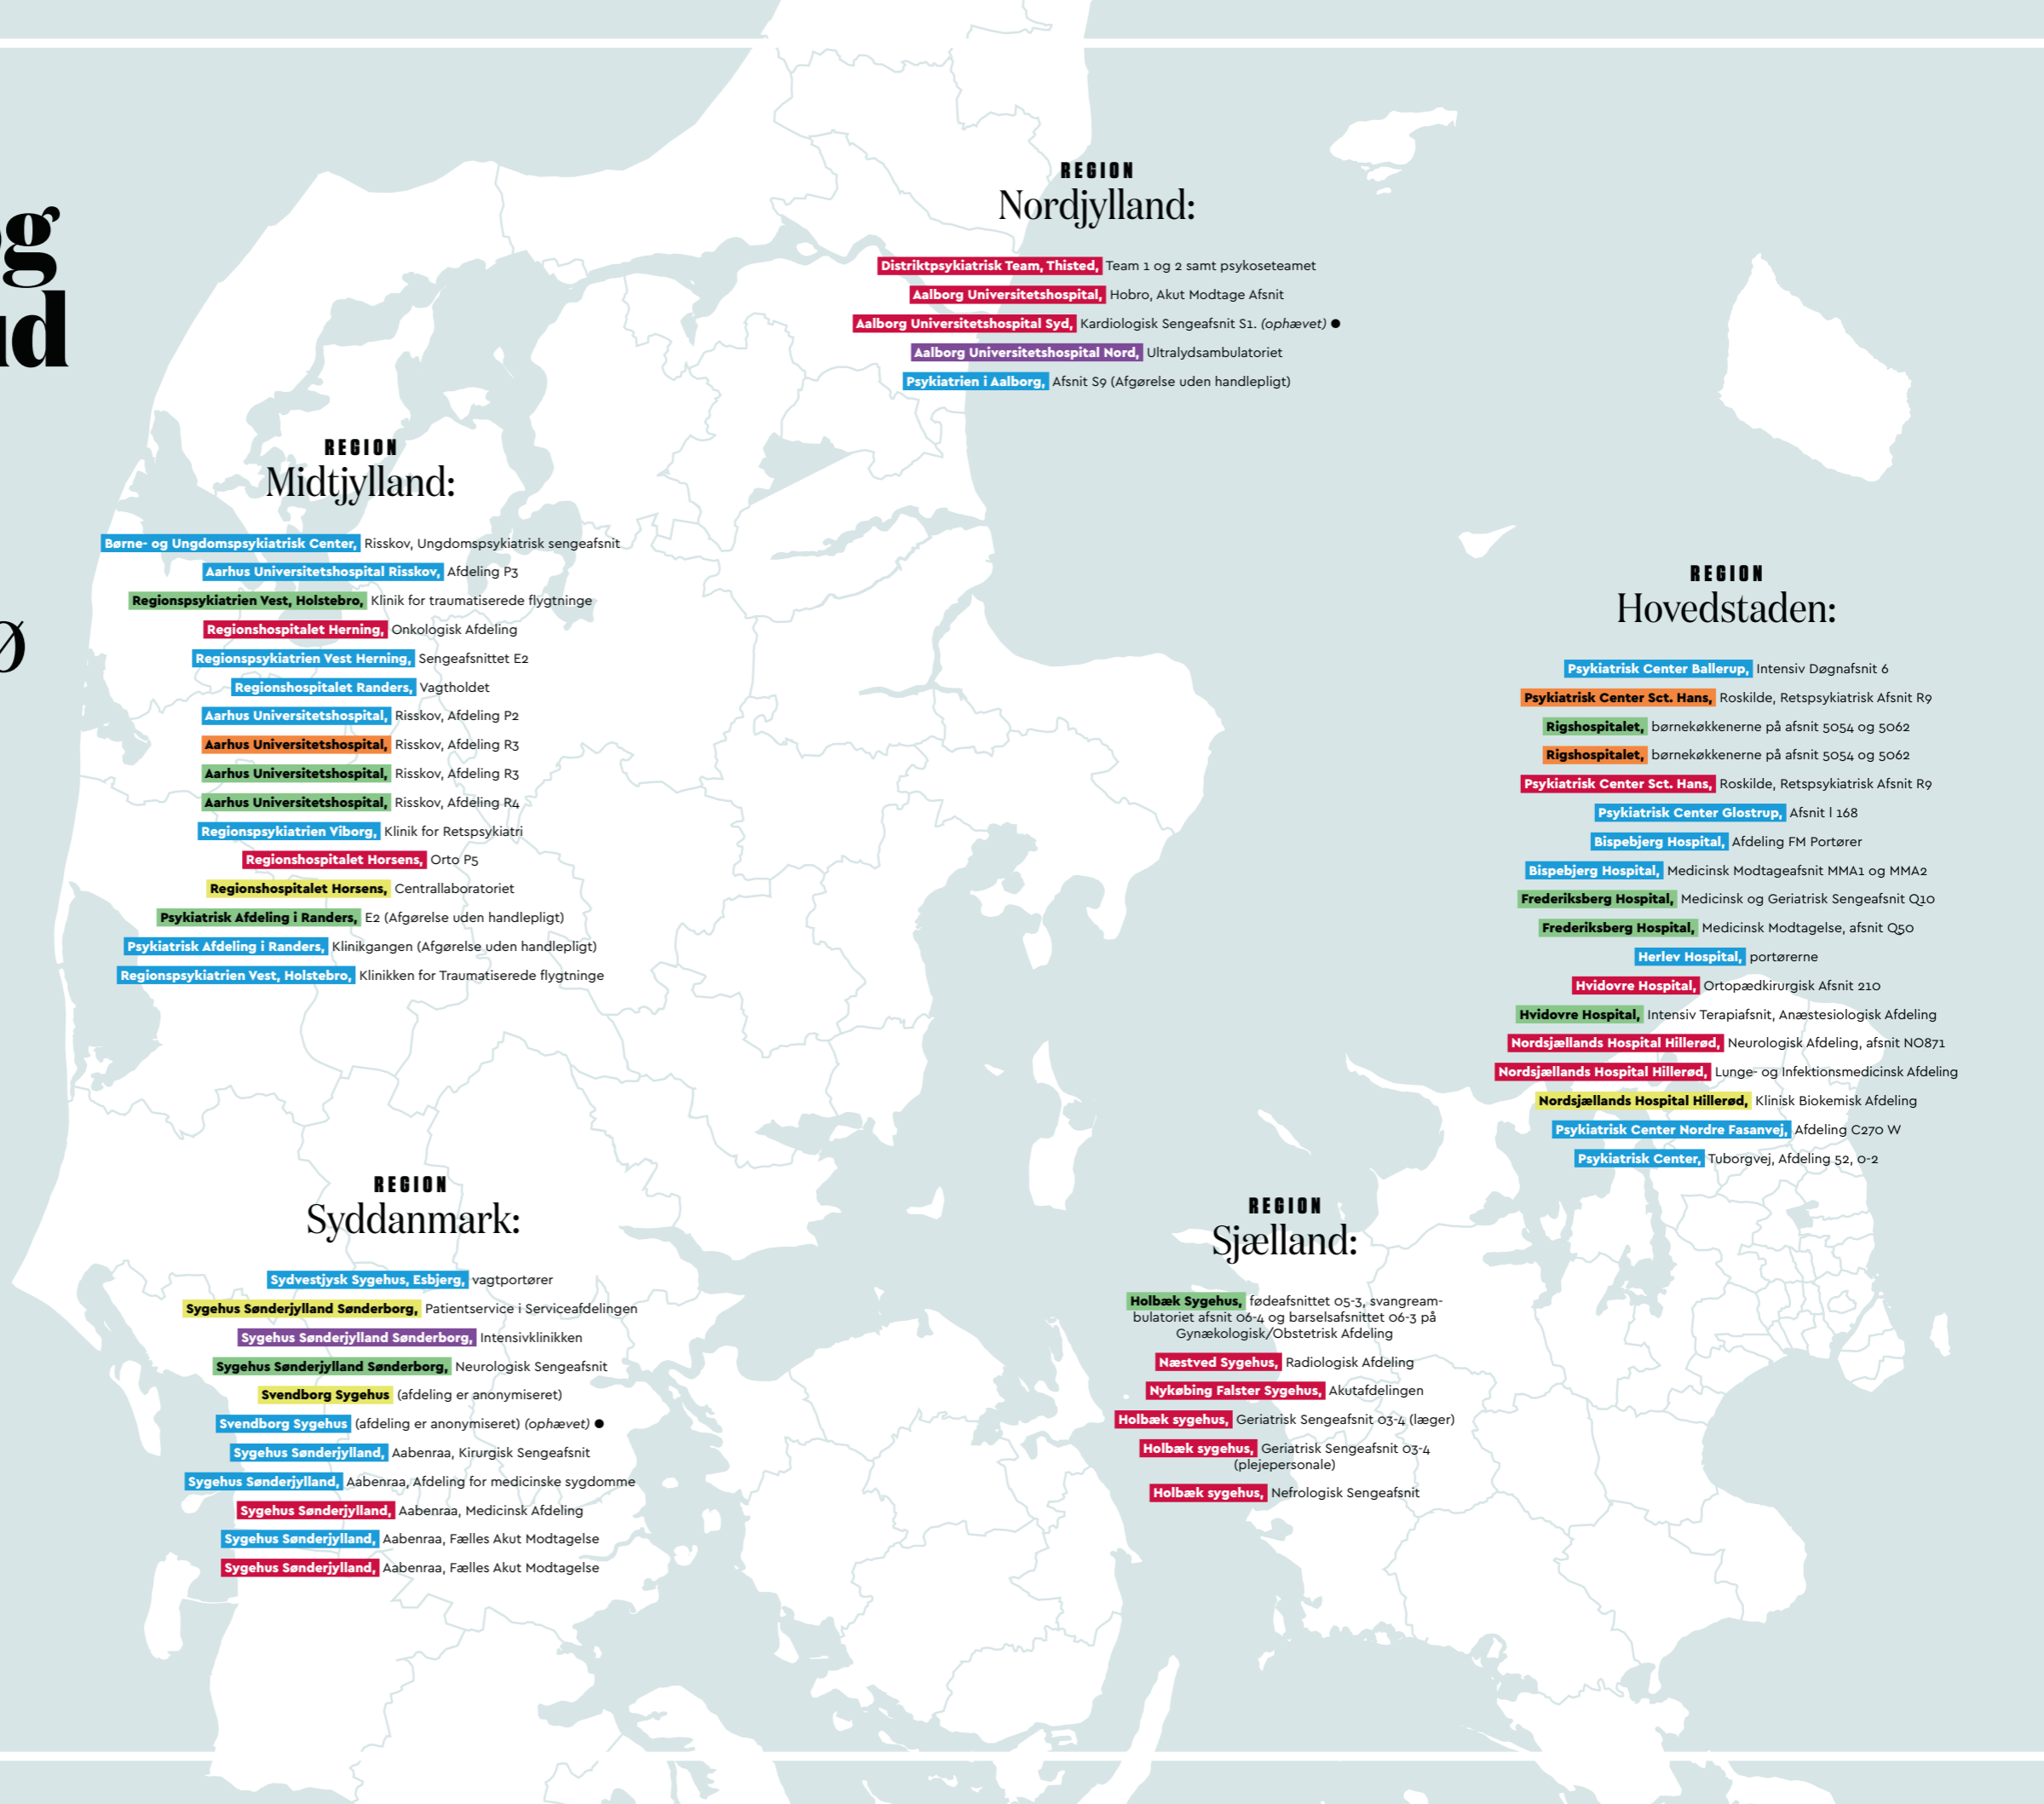 REGION
Nordjylland:
Distriktpsykiatrisk Team, Thisted, Team 1 og 2 samt psykoseteamet
Aalborg Universitetshospital, Hobro, Akut Modtage Afsnit
Aalborg Universitetshospital Syd, Kardiologisk Sengeafsnit S1. (ophævet) ●
Aalborg Universitetshospital Nord, Ultralydsambulatoriet
Psykiatrien i Aalborg, Afsnit S9 (Afgørelse uden handlepligt)
REGION
Midtjylland:
Børne- og Ungdomspsykiatrisk Center, Risskov, Ungdomspsykiatrisk sengeafsnit
Aarhus Universitetshospital Risskov, Afdeling P3
Regionspsykiatrien Vest, Holstebro, Klinik for traumatiserede flygtninge
Regionshospitalet Herning, Onkologisk Afdeling
Regionspsykiatrien Vest Herning, Sengeafsnittet E2
Regionshospitalet Randers, Vagtholdet
Aarhus Universitetshospital, Risskov, Afdeling P2
Aarhus Universitetshospital, Risskov, Afdeling R3
Aarhus Universitetshospital, Risskov, Afdeling R3
Aarhus Universitetshospital, Risskov, Afdeling R4
Regionspsykiatrien Viborg, Klinik for Retspsykiatri
Regionshospitalet Horsens, Orto P5
Regionshospitalet Horsens, Centrallaboratoriet
Psykiatrisk Afdeling i Randers, E2 (Afgørelse uden handlepligt)
Psykiatrisk Afdeling i Randers, Klinikgangen (Afgørelse uden handlepligt)
Regionspsykiatrien Vest, Holstebro, Klinikken for Traumatiserede flygtninge
REGION
Hovedstaden:
Psykiatrisk Center Ballerup, Intensiv Døgnafsnit 6
Psykiatrisk Center Sct. Hans, Roskilde, Retspsykiatrisk Afsnit R9
Rigshospitalet, børnekøkkenerne på afsnit 5054 og 5062
Rigshospitalet, børnekøkkenerne på afsnit 5054 og 5062
Psykiatrisk Center Sct. Hans, Roskilde, Retspsykiatrisk Afsnit R9
Psykiatrisk Center Glostrup, Afsnit l 168
Bispebjerg Hospital, Afdeling FM Portører
Bispebjerg Hospital, Medicinsk Modtageafsnit MMA1 og MMA2
Frederiksberg Hospital, Medicinsk og Geriatrisk Sengeafsnit Q10
Frederiksberg Hospital, Medicinsk Modtagelse, afsnit Q50
Herlev Hospital, portørerne
Hvidovre Hospital, Ortopædkirurgisk Afsnit 210
Hvidovre Hospital, Intensiv Terapiafsnit, Anæstesiologisk Afdeling
Nordsjællands Hospital Hillerød, Neurologisk Afdeling, afsnit NO871
Nordsjællands Hospital Hillerød, Lunge- og Infektionsmedicinsk Afdeling
Nordsjællands Hospital Hillerød, Klinisk Biokemisk Afdeling
Psykiatrisk Center Nordre Fasanvej, Afdeling C270 W
Psykiatrisk Center, Tuborgvej, Afdeling 52, 0-2
REGION
Syddanmark:
Sydvestjysk Sygehus, Esbjerg, vagtportører
Sygehus Sønderjylland Sønderborg, Patientservice i Serviceafdelingen
Sygehus Sønderjylland Sønderborg, Intensivklinikken
Sygehus Sønderjylland Sønderborg, Neurologisk Sengeafsnit
Svendborg Sygehus (afdeling er anonymiseret)
Svendborg Sygehus (afdeling er anonymiseret) (ophævet) ●
Sygehus Sønderjylland, Aabenraa, Kirurgisk Sengeafsnit
Sygehus Sønderjylland, Aabenraa, Afdeling for medicinske sygdomme
Sygehus Sønderjylland, Aabenraa, Medicinsk Afdeling
Sygehus Sønderjylland, Aabenraa, Fælles Akut Modtagelse
Sygehus Sønderjylland, Aabenraa, Fælles Akut Modtagelse
REGION
Sjælland:
Holbæk Sygehus, fødeafsnittet 05-3, svangream-
bulatoriet afsnit 06-4 og barselsafsnittet 06-3 på
Gynækologisk/Obstetrisk Afdeling
Næstved Sygehus, Radiologisk Afdeling
Nykøbing Falster Sygehus, Akutafdelingen
Holbæk sygehus, Geriatrisk Sengeafsnit 03-4 (læger)
Holbæk sygehus, Geriatrisk Sengeafsnit 03-4
(plejepersonale)
Holbæk sygehus, Nefrologisk Sengeafsnit